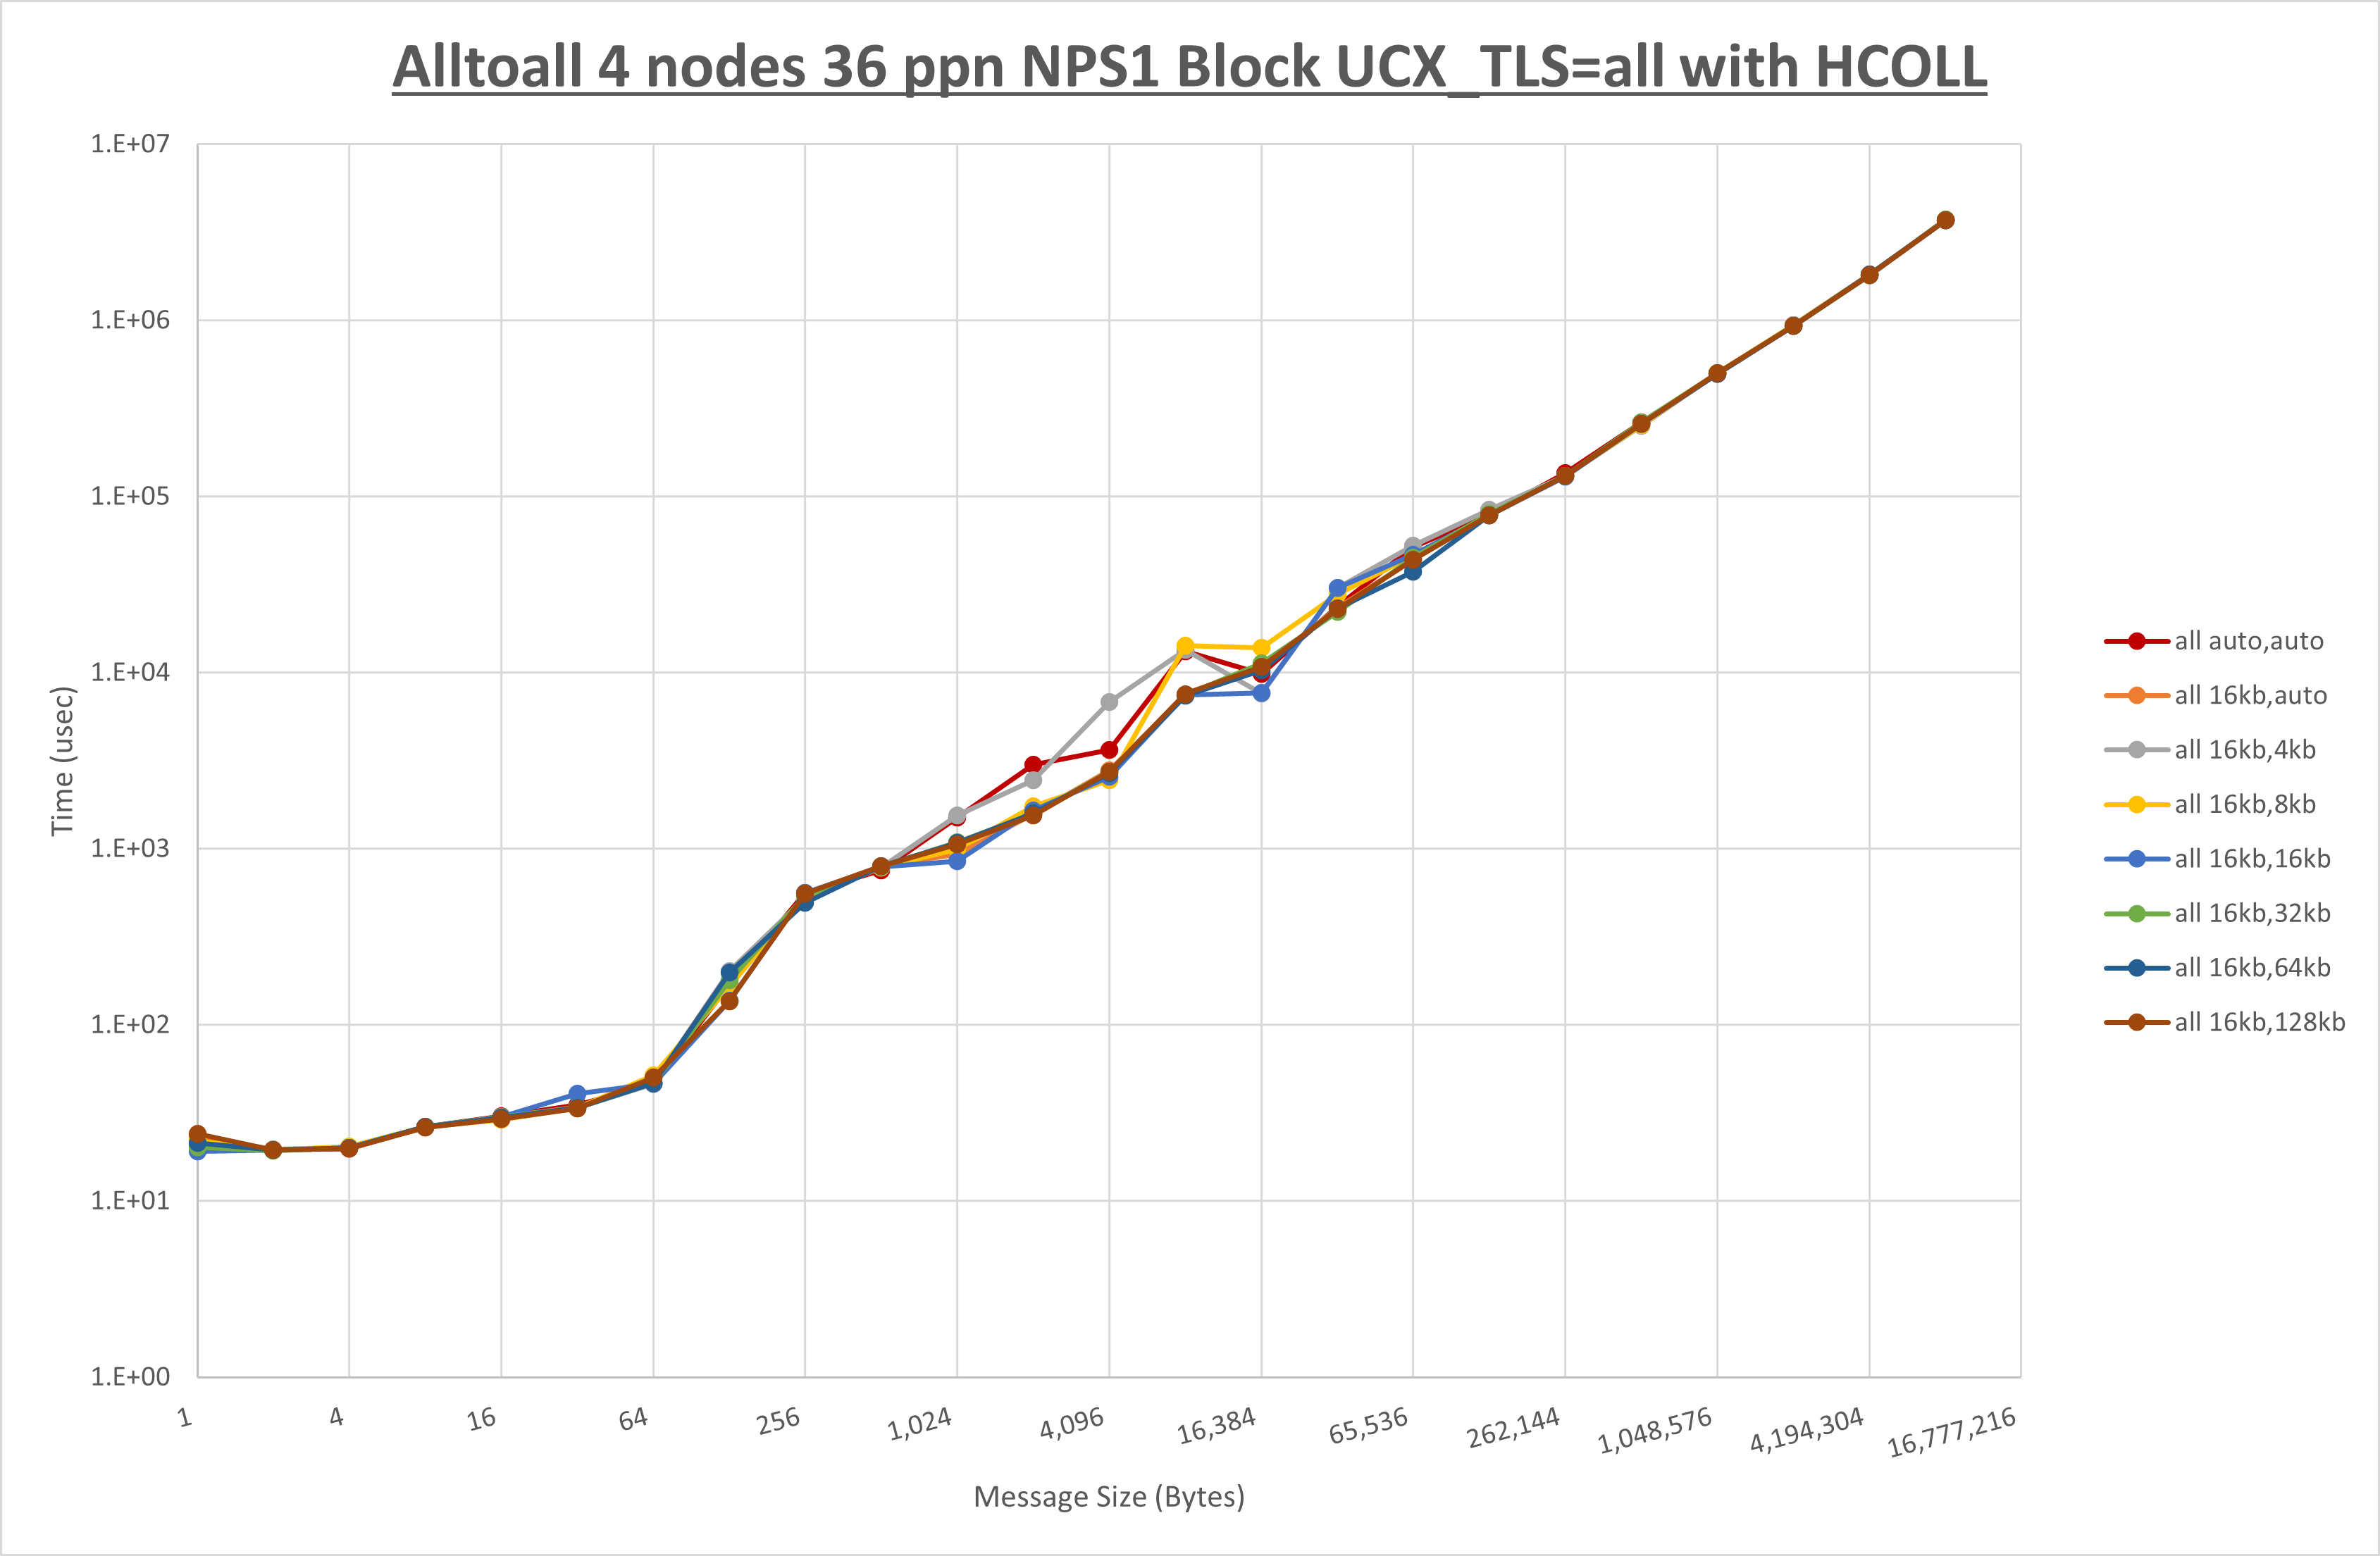 Alltoall 4 nodes 36 ppn NPS1 Block UCX_TLS=all with HCOLL
1.E+07
1.E+06
1.E+05
1.E+04
1.E+03
1.E+02
1.E+01
1.E+00
Time (usec)
1
4
16
64
256
1,024
4,096
16,384
65,536
262,144
1,048,576
4,194,304
16,777,216
Message Size (Bytes)
all auto,auto
all 16kb,auto
all 16kb,4kb
all 16kb,8kb
all 16kb,16kb
all 16kb,32kb
all 16kb,64kb
all 16kb,128kb